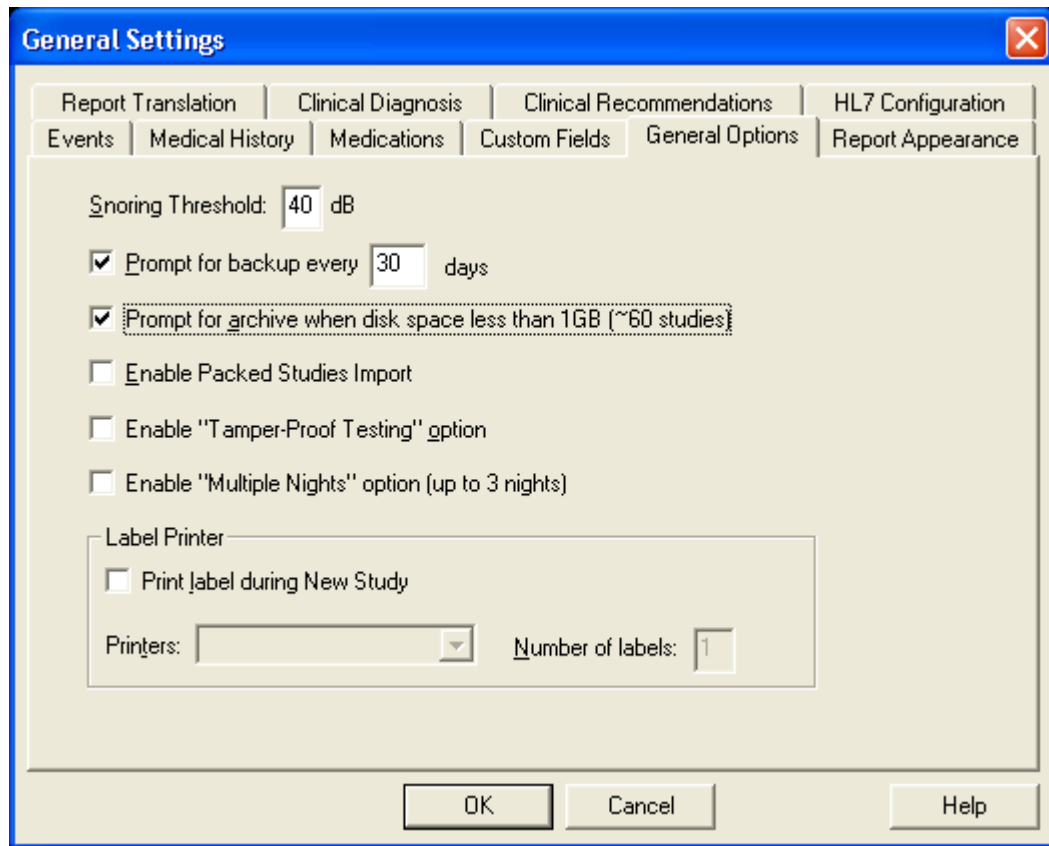 General Settings
Report Translation Clinical Diagnosis Clinical Recommendations HL7 Configuration
Events Medical History Medications Custom Fields General Options Report Appearance
Snoring Threshold: 40 dB
Prompt for backup every 30 days
Prompt for archive when disk space less than 1GB (~60 studies)
Enable Packed Studies Import
Enable "Tamper-Proof Testing" option
Enable "Multiple Nights" option (up to 3 nights)
Label Printer
Print label during New Study
Printers: Number of labels: 1
OK Cancel Help